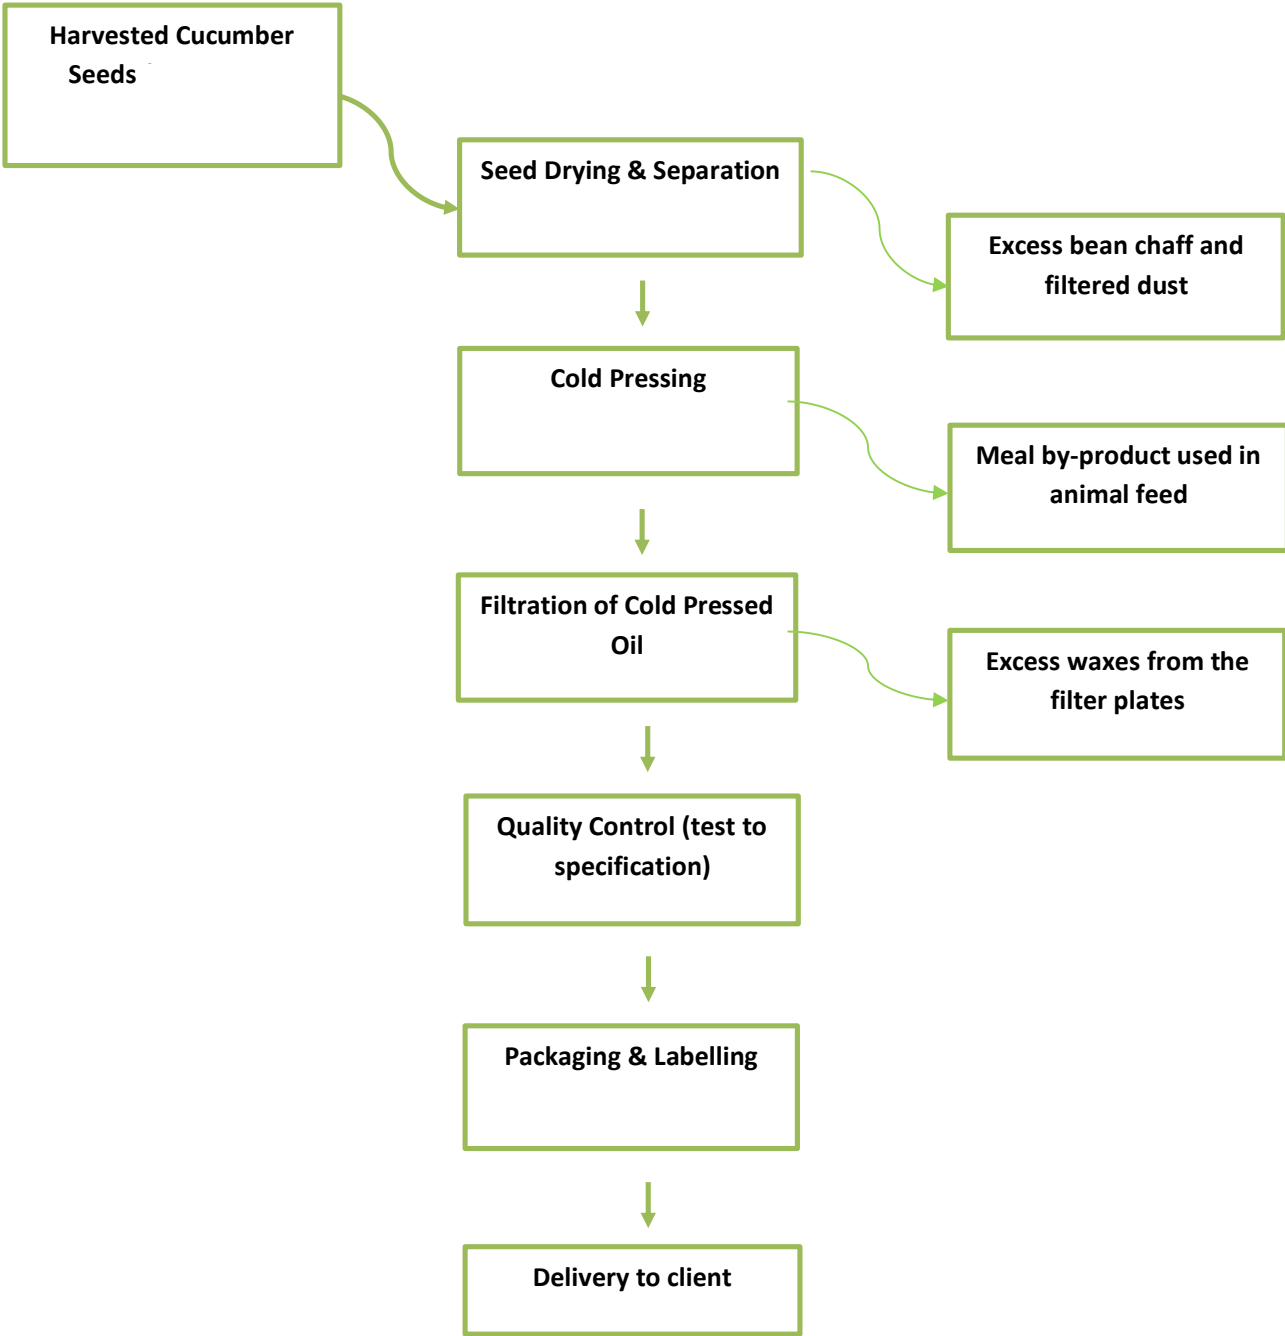 Harvested Cucumber
Seeds
Seed Drying & Separation
Excess bean chaff and
filtered dust
Cold Pressing
Meal by-product used in
animal feed
Filtration of Cold Pressed
Oil
Excess waxes from the
filter plates
Quality Control (test to
specification)
Packaging & Labelling
Delivery to client